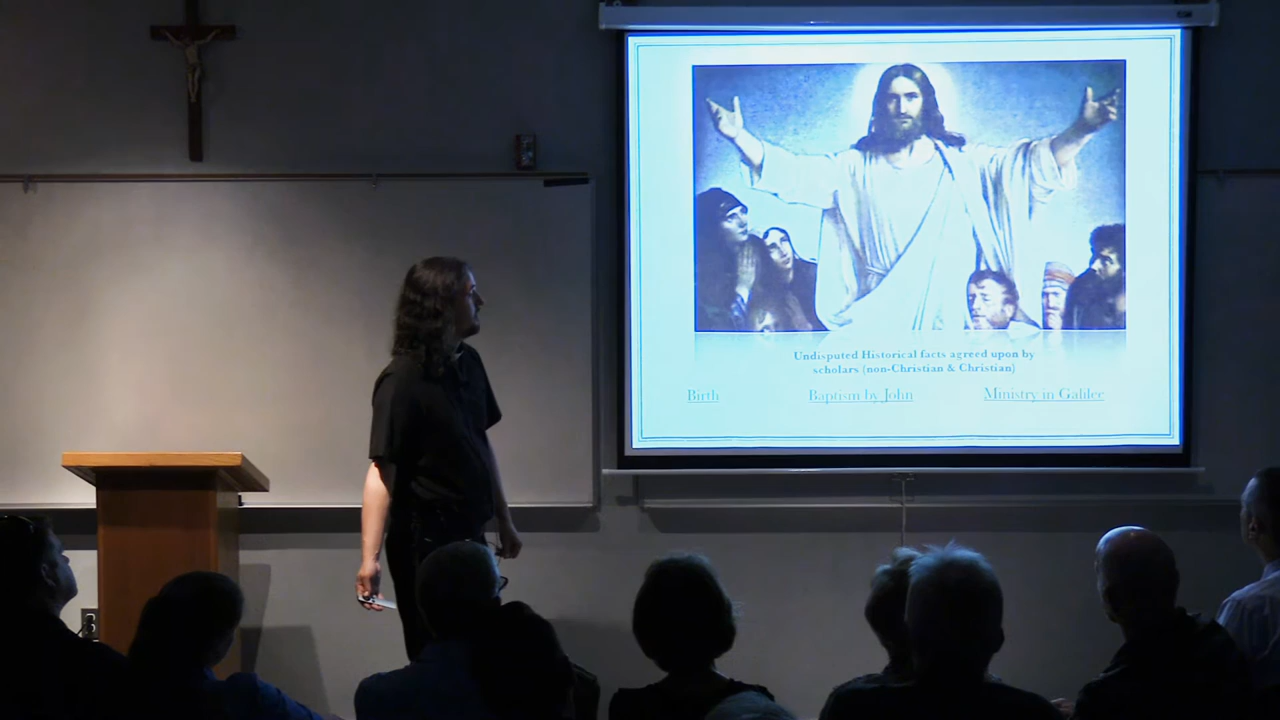 Undisputed Historical facts agreed upon by
scholars (non-Christian & Christian)
Birth Baptism by John Ministry in Galilee